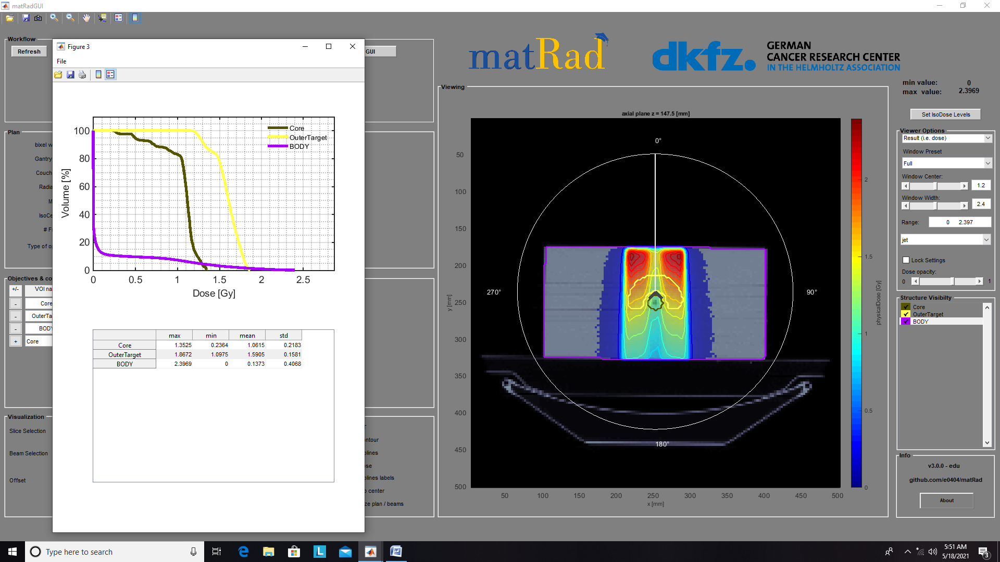 matRadGUI
Workflow
Refresh
GUI
Plan
bixel w
Gantry
Couch
Radia
M
IsoCe
# F
Type of o
Objectives & co
+/-
VOI na
-
Core
-
OuterTa
-
BODY
+
Core
Visualization
Slice Selection
Beam Selection
Offset
ontour
olines
se
olines labels
o center
ze plan / beams
Figure 3
File
Volume [%]
100
80
60
40
20
0
0
0.5
1
1.5
2
2.5
Dose [Gy]
Core
OuterTarget
BODY
max min mean std
Core 1.3525 0.2364 1.0615 0.2183
OuterTarget 1.8672 1.0975 1.5905 0.1581
BODY 2.3969 0 0.1373 0.4068
matRad
dkfz.
GERMAN
CANCER RESEARCH CENTER
IN THE HELMHOLTZ ASSOCIATION
Viewing
axial plane z = 147.5 [mm]
0°
90°
180°
270°
50
100
150
200
250
300
350
400
450
500
y [mm]
50 100 150 200 250 300 350 400 450 500
x [mm]
2
1.5
1
0.5
0
physicalDose [Gy]
min value: 0
max value: 2.3969
Set IsoDose Levels
Viewer Options
Result (i.e. dose)
Window Preset
Full
Window Center:
1.2
Window Width:
2.4
Range: 0 2.397
jet
Lock Settings
Dose opacity:
0 1
Structure Visibilty
Core
OuterTarget
BODY
Info
v3.0.0 - edu
github.com/e0404/matRad
About
Type here to search
5:51 AM
5/18/2021
3